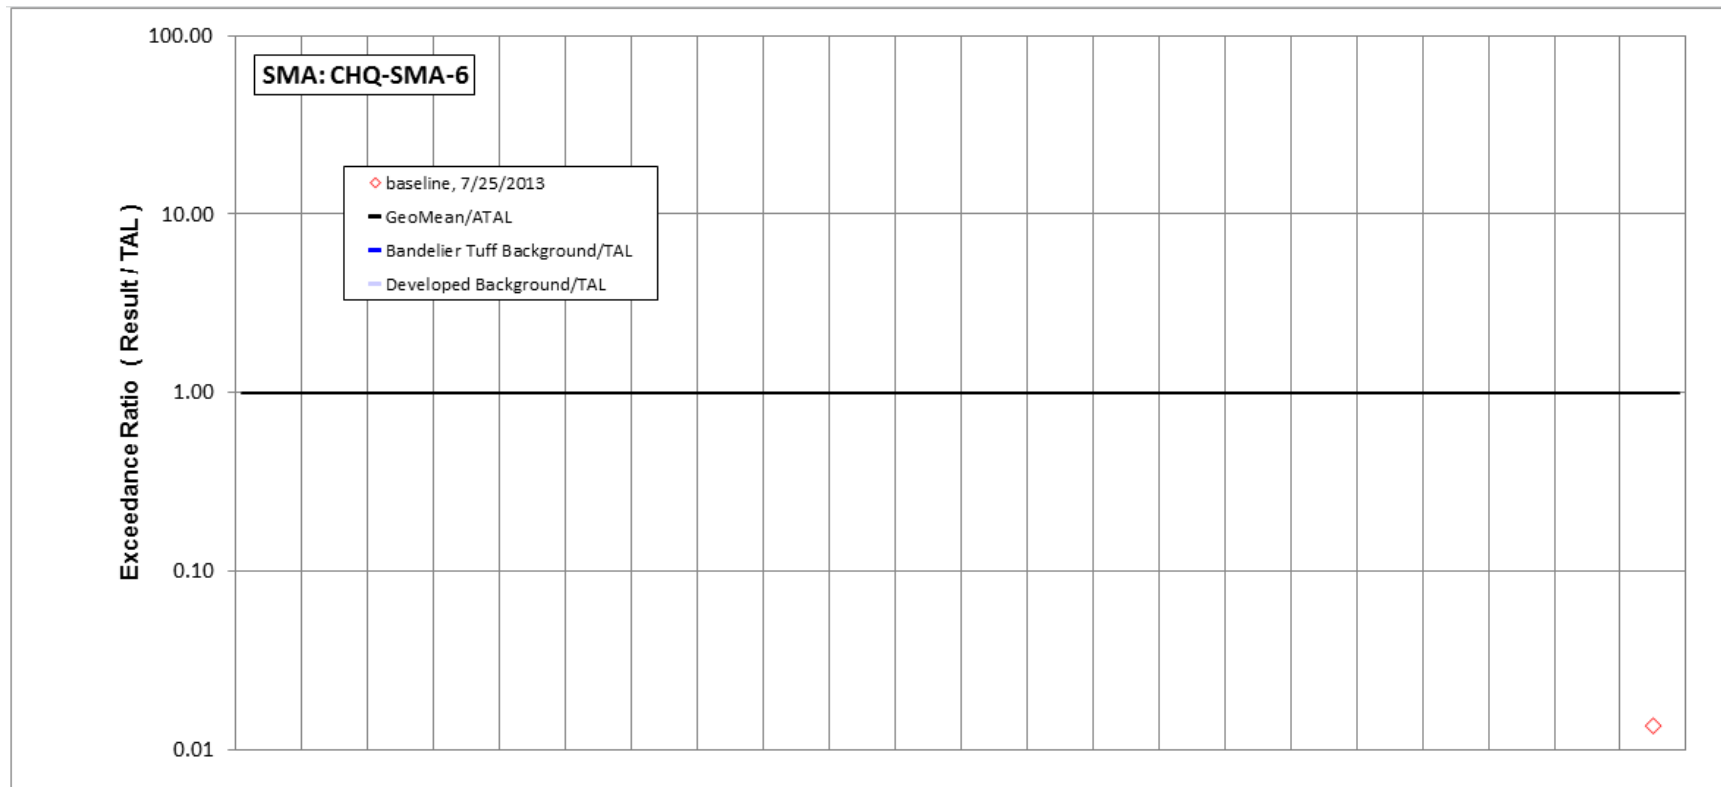 100.00
SMA: CHQ-SMA-6
baseline, 7/25/2013
10.00
GeoMean/ATAL
Bandelier Tuff Background/TAL
Developed Background/TAL
Exceedance Ratio ( Result / TAL )
1.00
0.10
0.01